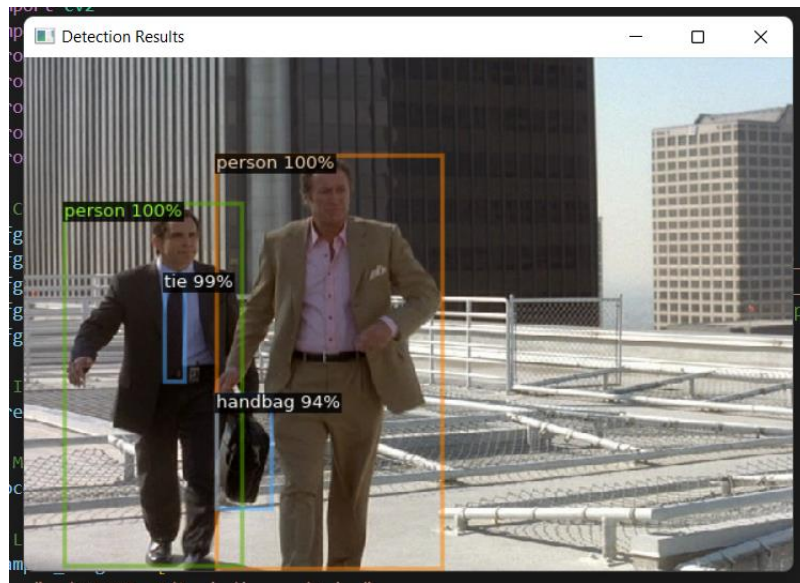 Detection Results
person 100%
person 100%
tie 99%
handbag 94%